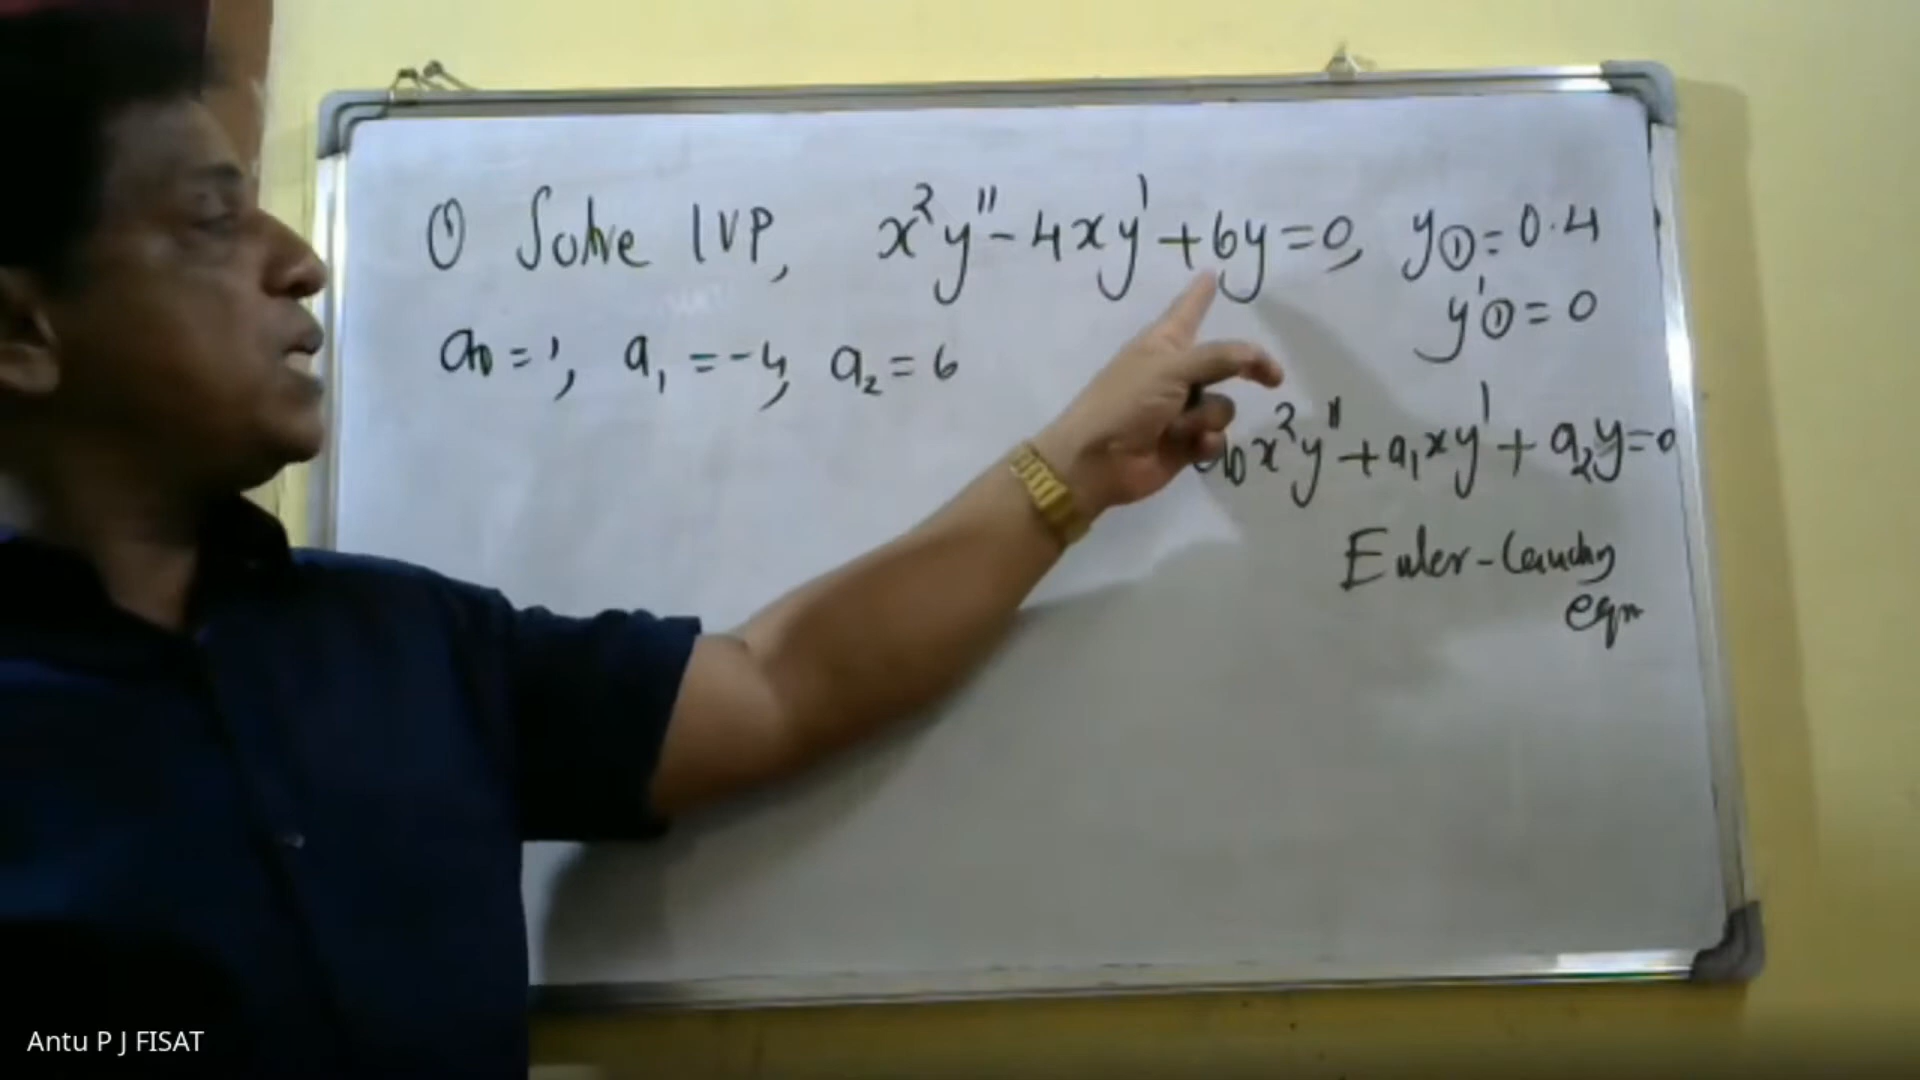 ① Solve IVP, x²y'' - 4xy' + 6y = 0, y(1) = 0.4
y'(1) = 0
a₀ = 1, a₁ = -4, a₂ = 6
a₀x²y'' + a₁xy' + a₂y = 0
Euler-Cauchy
eqn
Antu P J FISAT